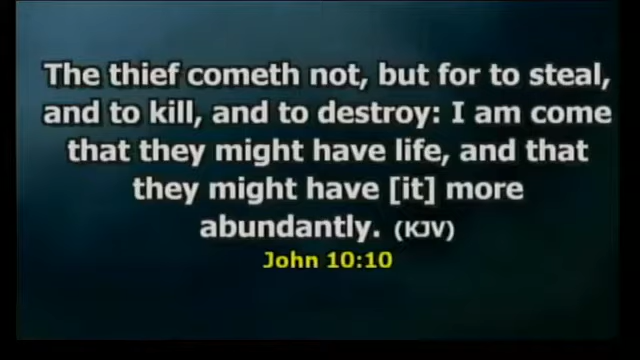 The thief cometh not, but for to steal,
and to kill, and to destroy: I am come
that they might have life, and that
they might have [it] more
abundantly. (KJV)
John 10:10